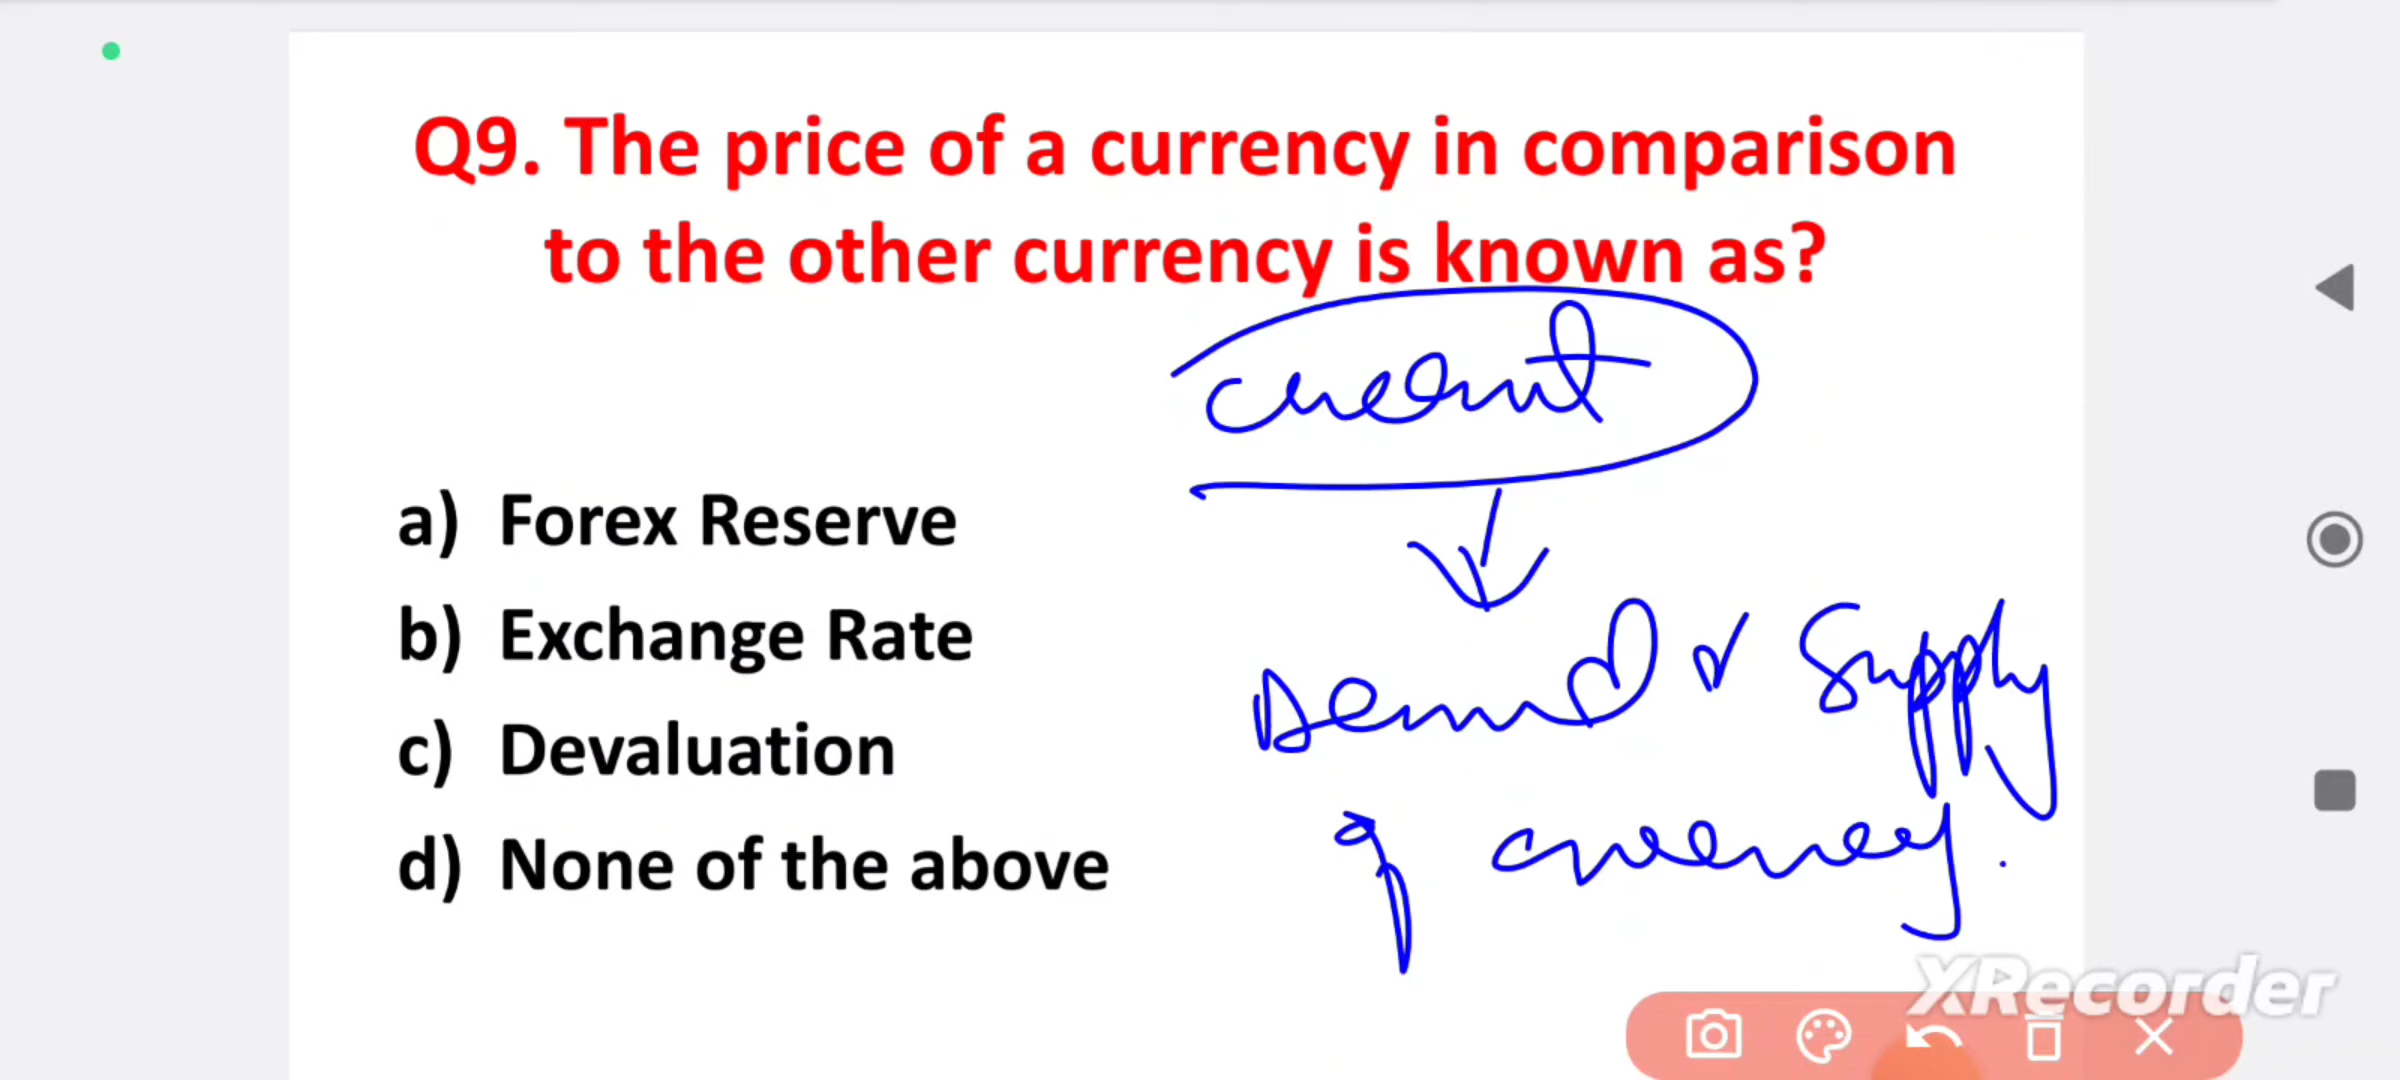 Q9. The price of a currency in comparison
to the other currency is known as?
current
a) Forex Reserve
b) Exchange Rate
c) Devaluation
d) None of the above
Demand & Supply
of currency.
XRecorder